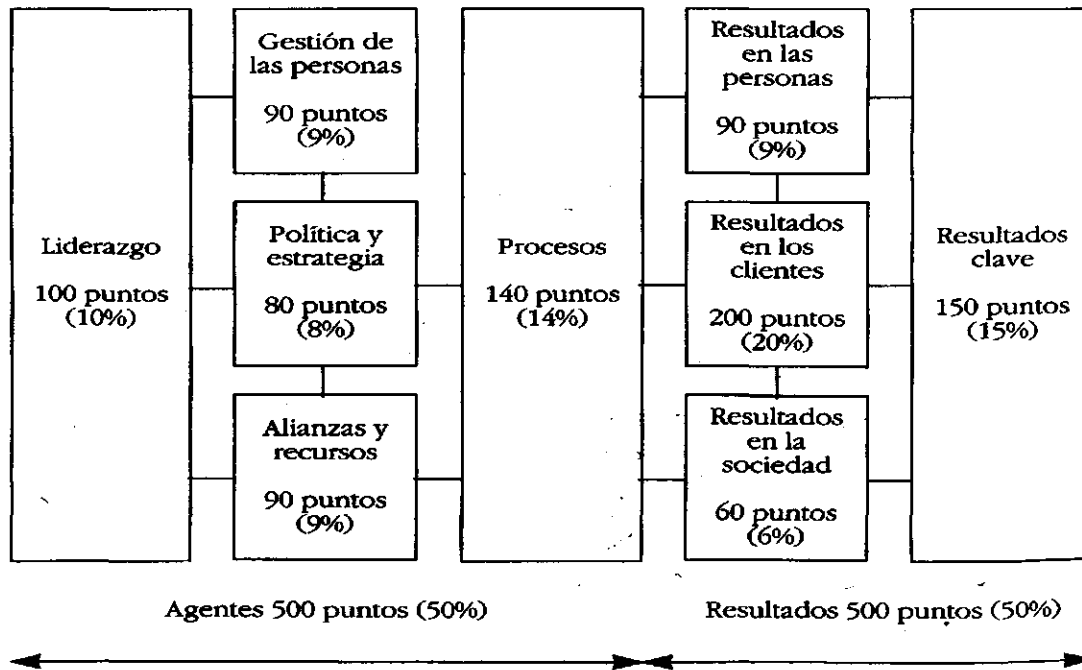 Liderazgo
100 puntos
(10%)
Gestión de
las personas
90 puntos
(9%)
Política y
estrategia
80 puntos
(8%)
Alianzas y
recursos
90 puntos
(9%)
Procesos
140 puntos
(14%)
Resultados
en las
personas
90 puntos
(9%)
Resultados
en los
clientes
200 puntos
(20%)
Resultados
en la
sociedad
60 puntos
(6%)
Resultados
clave
150 puntos
(15%)
Agentes 500 puntos (50%)
Resultados 500 puntos (50%)